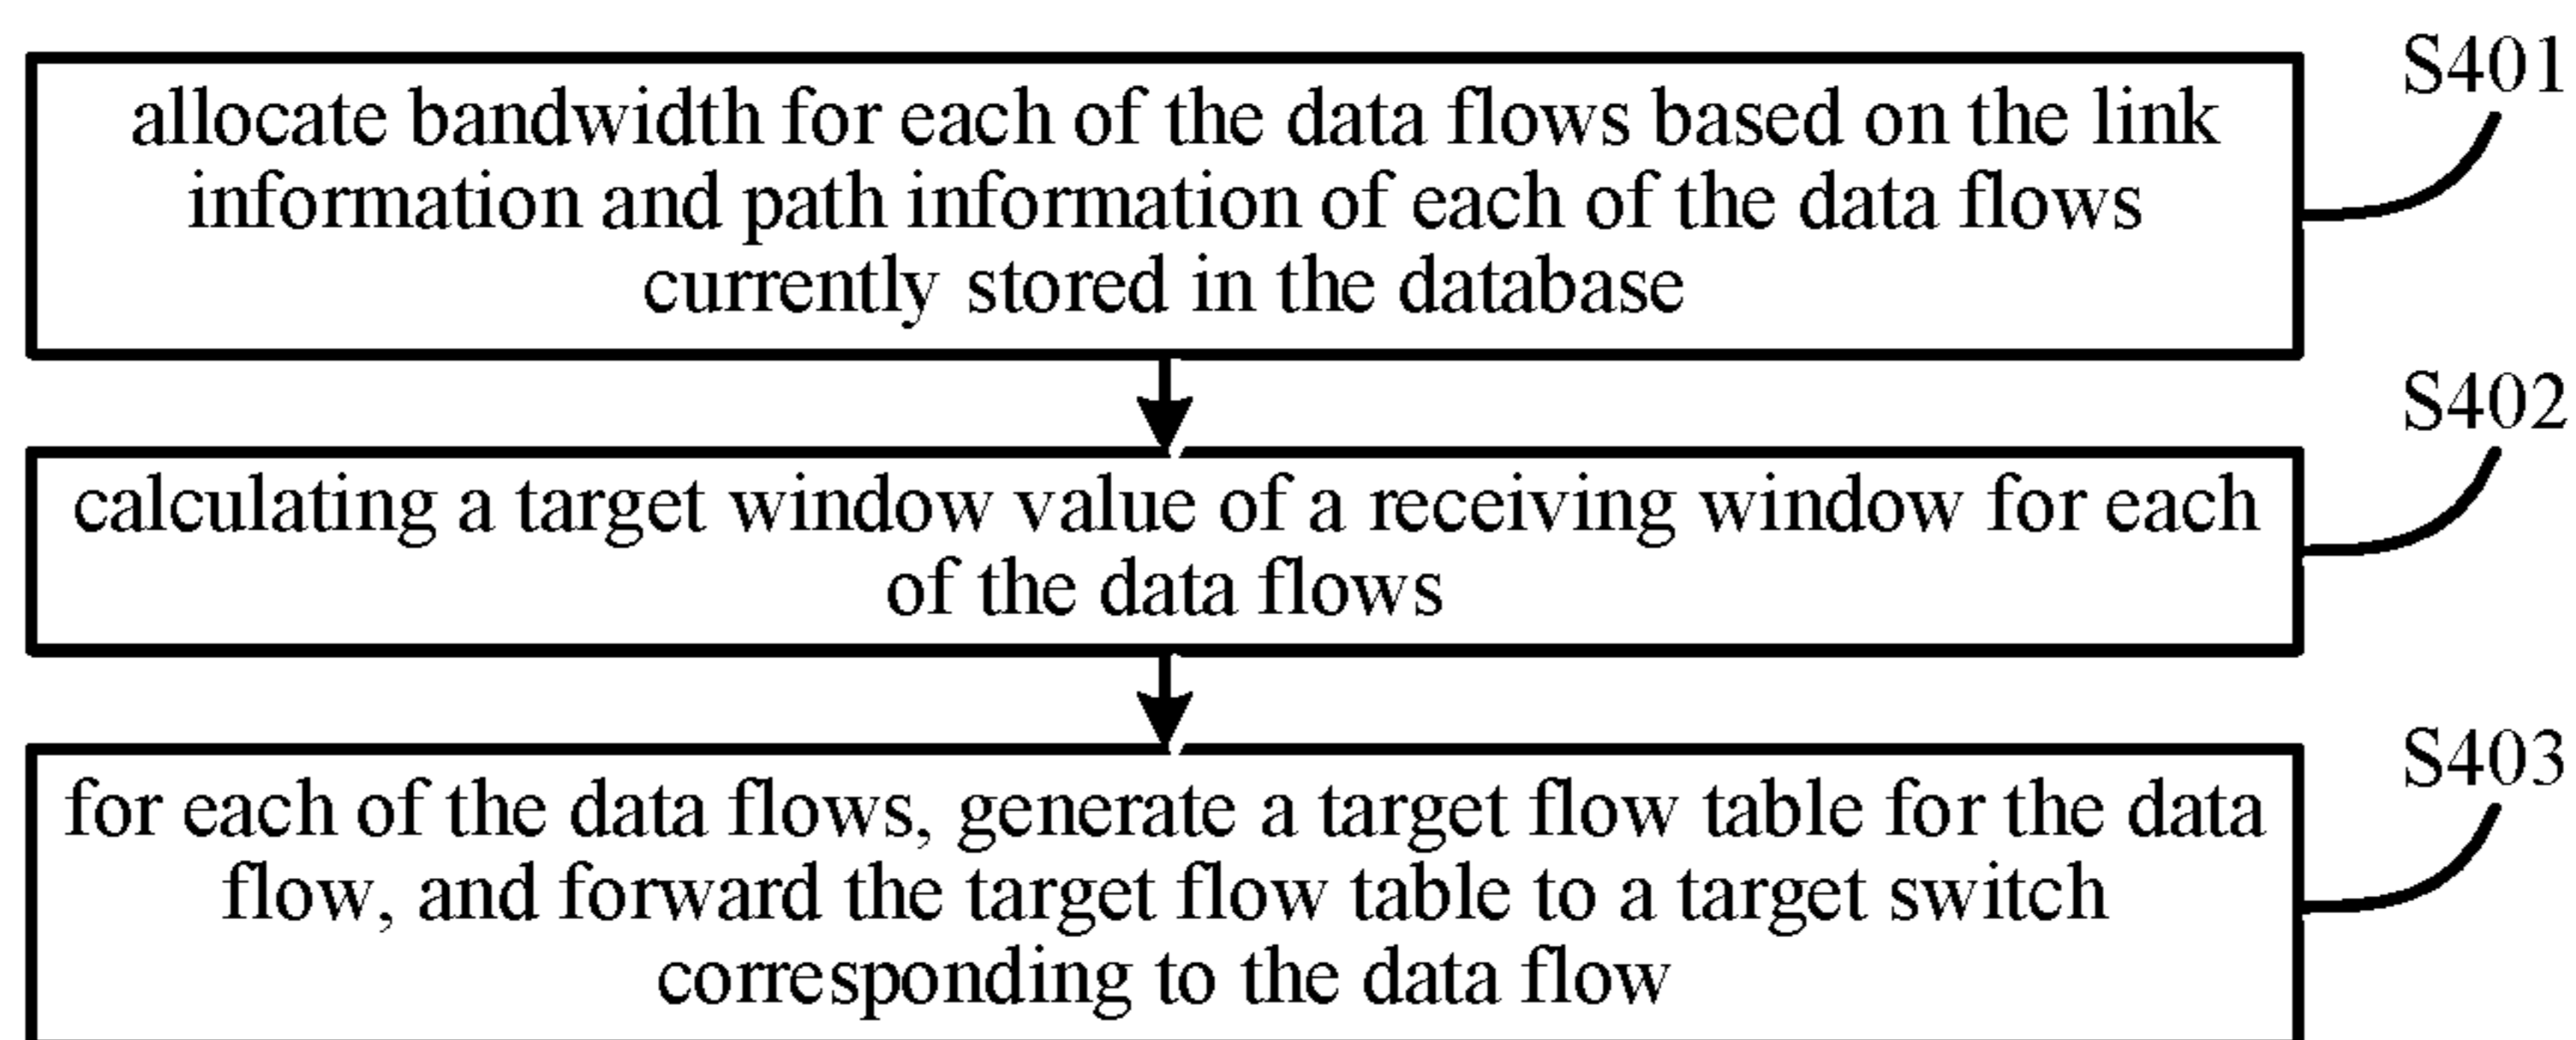 S401
allocate bandwidth for each of the data flows based on the link
information and path information of each of the data flows
currently stored in the database
S402
calculating a target window value of a receiving window for each
of the data flows
S403
for each of the data flows, generate a target flow table for the data
flow, and forward the target flow table to a target switch
corresponding to the data flow